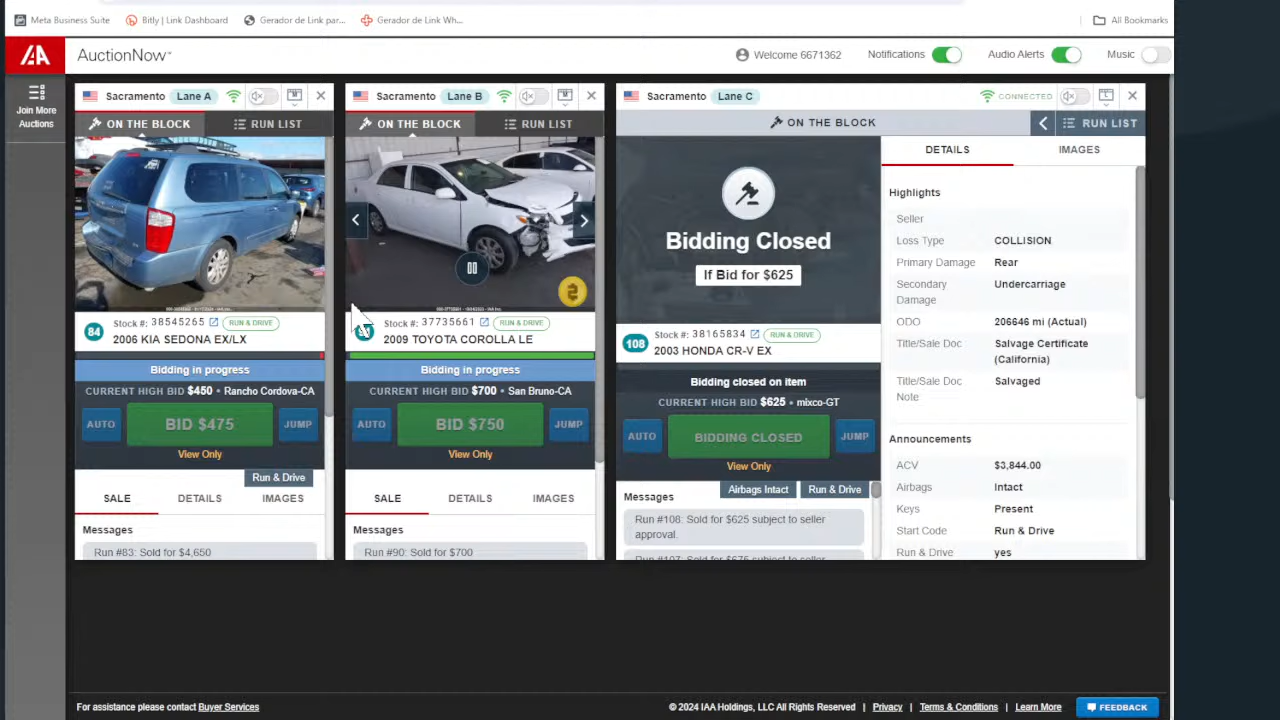 Meta Business Suite
Bitly | Link Dashboard
Gerador de Link par...
Gerador de Link Wh...
All Bookmarks
IAA
AuctionNow
Welcome 6671362
Notifications
Audio Alerts
Music
Join More
Auctions
Sacramento Lane A
ON THE BLOCK
RUN LIST
84
Stock #: 38545265 RUN & DRIVE
2006 KIA SEDONA EX/LX
Bidding in progress
CURRENT HIGH BID $450 • Rancho Cordova-CA
AUTO
BID $475
JUMP
View Only
Run & Drive
SALE
DETAILS
IMAGES
Messages
Run #83: Sold for $4,650
Sacramento Lane B
ON THE BLOCK
RUN LIST
Stock #: 37735661 RUN & DRIVE
2009 TOYOTA COROLLA LE
Bidding in progress
CURRENT HIGH BID $700 • San Bruno-CA
AUTO
BID $750
JUMP
View Only
SALE
DETAILS
IMAGES
Messages
Run #90: Sold for $700
Sacramento Lane C
CONNECTED
ON THE BLOCK
RUN LIST
Bidding Closed
If Bid for $625
108
Stock #: 38165834 RUN & DRIVE
2003 HONDA CR-V EX
Bidding closed on item
CURRENT HIGH BID $625 • mixco-GT
AUTO
BIDDING CLOSED
JUMP
View Only
Airbags Intact
Run & Drive
Messages
Run #108: Sold for $625 subject to seller
approval.
Run #107: Sold for $675 subject to seller
DETAILS
IMAGES
Highlights
Seller
Loss Type COLLISION
Primary Damage Rear
Secondary Undercarriage
Damage
ODO 206646 mi (Actual)
Title/Sale Doc Salvage Certificate
(California)
Title/Sale Doc Salvaged
Note
Announcements
ACV $3,844.00
Airbags Intact
Keys Present
Start Code Run & Drive
Run & Drive yes
For assistance please contact Buyer Services
© 2024 IAA Holdings, LLC All Rights Reserved | Privacy | Terms & Conditions | Learn More
FEEDBACK